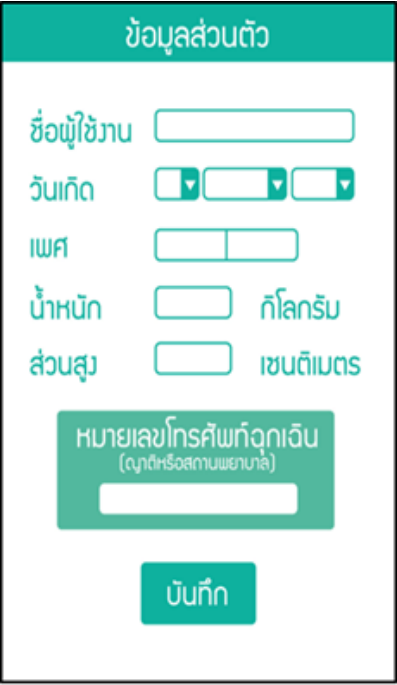 ข้อมูลส่วนตัว
ชื่อผู้ใช้งาน
วันเกิด
เพศ
น้ำหนัก กิโลกรัม
ส่วนสูง เซนติเมตร
หมายเลขโทรศัพท์ฉุกเฉิน
(ญาติหรือสถานพยาบาล)
บันทึก